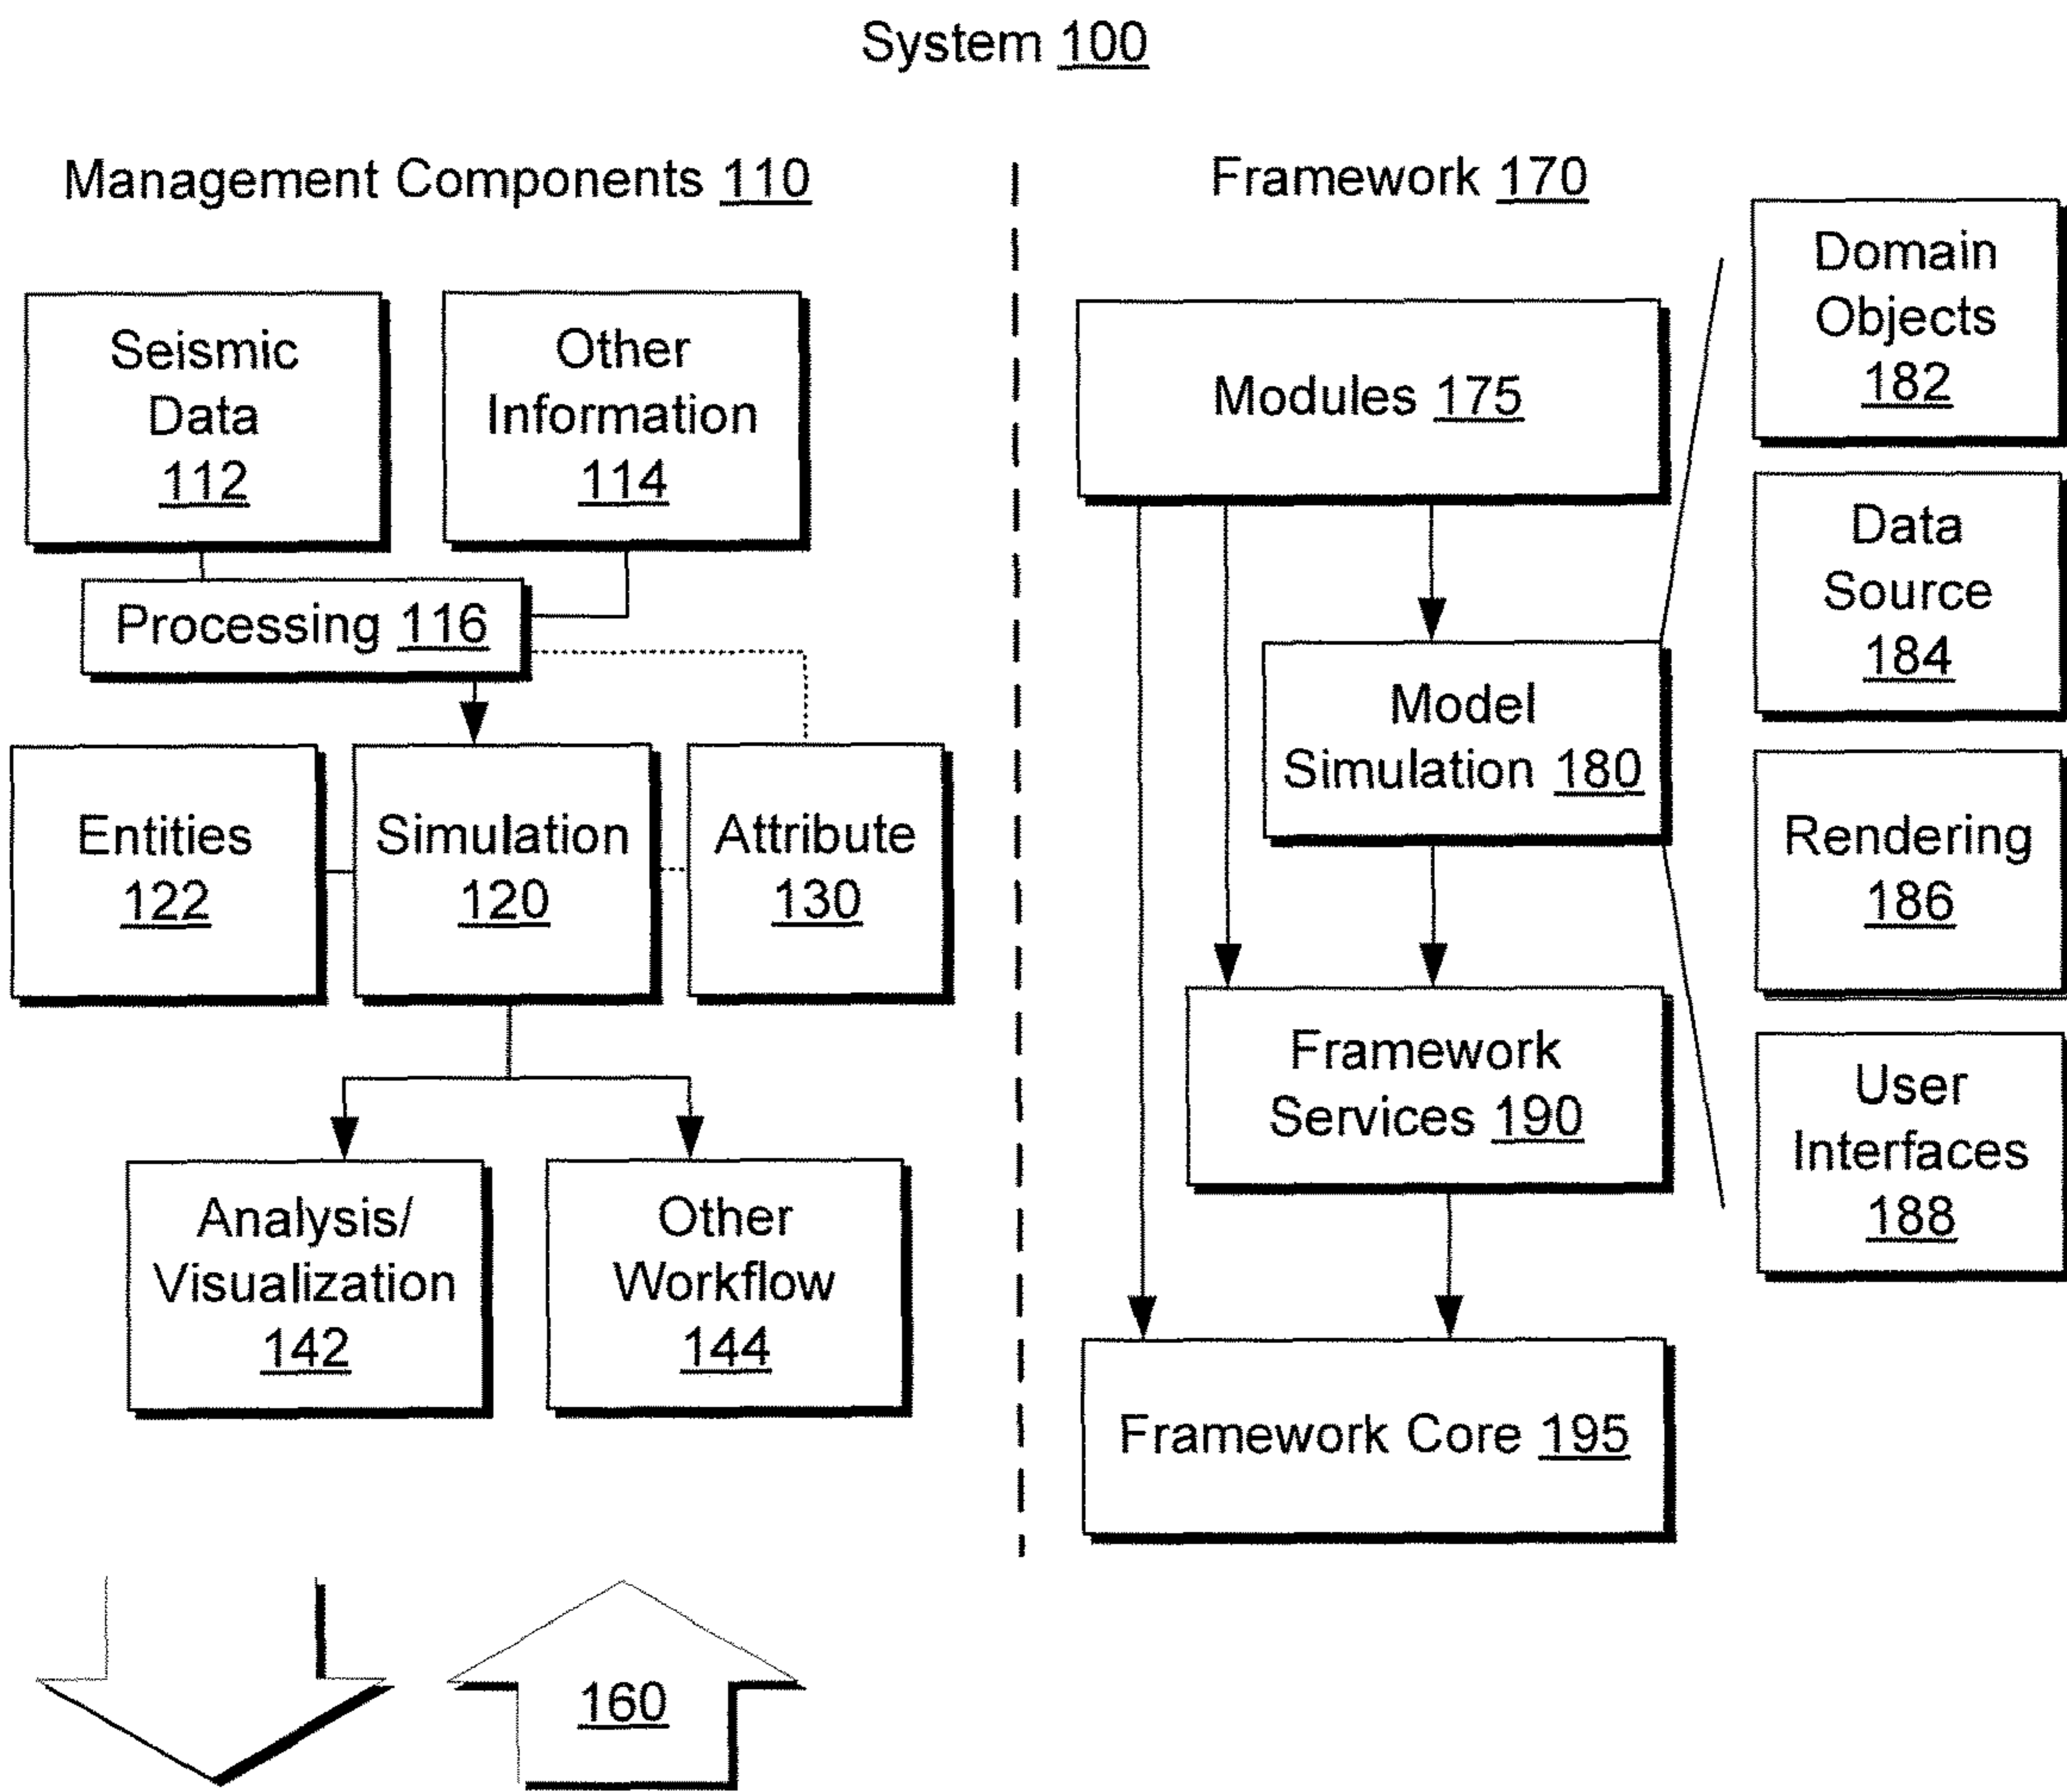 System 100
Management Components 110
Seismic
Data
112
Other
Information
114
Processing 116
Entities
122
Simulation
120
Attribute
130
Analysis/
Visualization
142
Other
Workflow
144
160
Framework 170
Modules 175
Model
Simulation 180
Framework
Services 190
Framework Core 195
Domain
Objects
182
Data
Source
184
Rendering
186
User
Interfaces
188